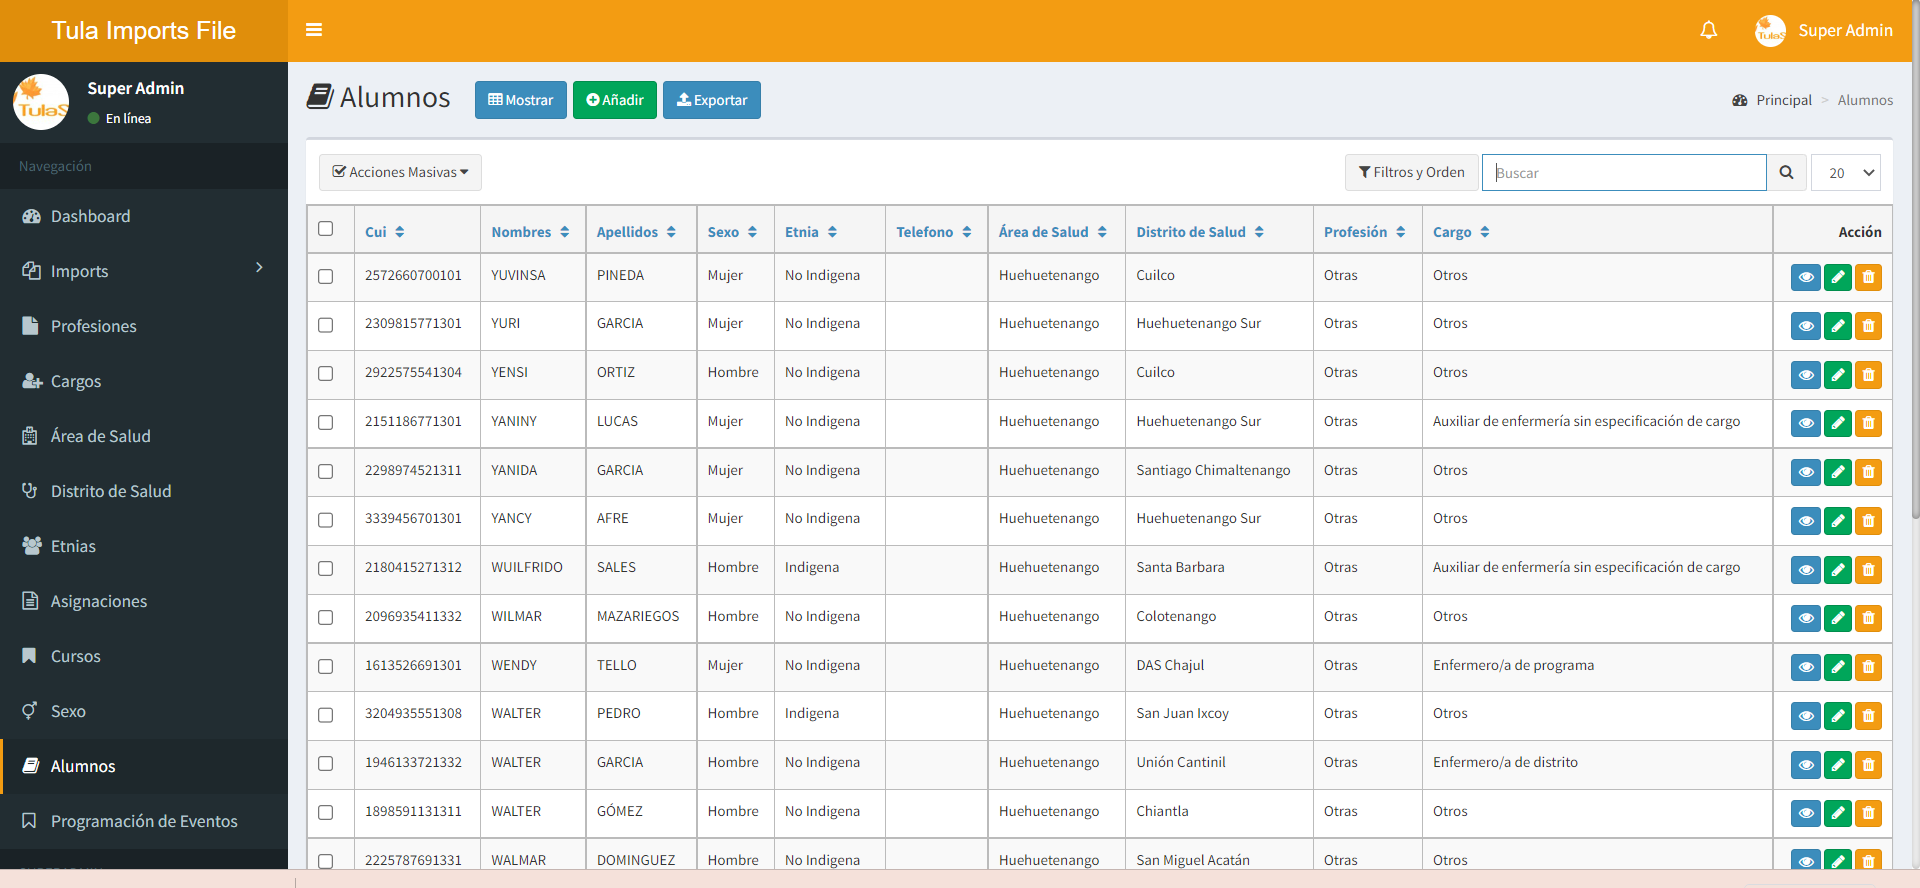 Tula Imports File
Super Admin
TulaS
Super Admin
En línea
TulaS
Navegación
Dashboard
Imports
Profesiones
Cargos
Área de Salud
Distrito de Salud
Etnias
Asignaciones
Cursos
Sexo
Alumnos
Programación de Eventos
Alumnos
Mostrar
Añadir
Exportar
Principal > Alumnos
Acciones Masivas
Filtros y Orden
Buscar
20
Cui Nombres Apellidos Sexo Etnia Telefono Área de Salud Distrito de Salud Profesión Cargo Acción
2572660700101 YUVINSA PINEDA Mujer No Indigena Huehuetenango Cuilco Otras Otros
2309815771301 YURI GARCIA Mujer No Indigena Huehuetenango Huehuetenango Sur Otras Otros
2922575541304 YENSI ORTIZ Hombre No Indigena Huehuetenango Cuilco Otras Otros
2151186771301 YANINY LUCAS Mujer No Indigena Huehuetenango Huehuetenango Sur Otras Auxiliar de enfermería sin especificación de cargo
2298974521311 YANIDA GARCIA Mujer No Indigena Huehuetenango Santiago Chimaltenango Otras Otros
3339456701301 YANCY AFRE Mujer No Indigena Huehuetenango Huehuetenango Sur Otras Otros
2180415271312 WUILFRIDO SALES Hombre Indigena Huehuetenango Santa Barbara Otras Auxiliar de enfermería sin especificación de cargo
2096935411332 WILMAR MAZARIEGOS Hombre No Indigena Huehuetenango Colotenango Otras Otros
1613526691301 WENDY TELLO Mujer No Indigena Huehuetenango DAS Chajul Otras Enfermero/a de programa
3204935551308 WALTER PEDRO Hombre Indigena Huehuetenango San Juan Ixcoy Otras Otros
1946133721332 WALTER GARCIA Hombre No Indigena Huehuetenango Unión Cantinil Otras Enfermero/a de distrito
1898591131311 WALTER GÓMEZ Hombre No Indigena Huehuetenango Chiantla Otras Otros
2225787691331 WALMAR DOMINGUEZ Hombre No Indigena Huehuetenango San Miguel Acatán Otras Otros